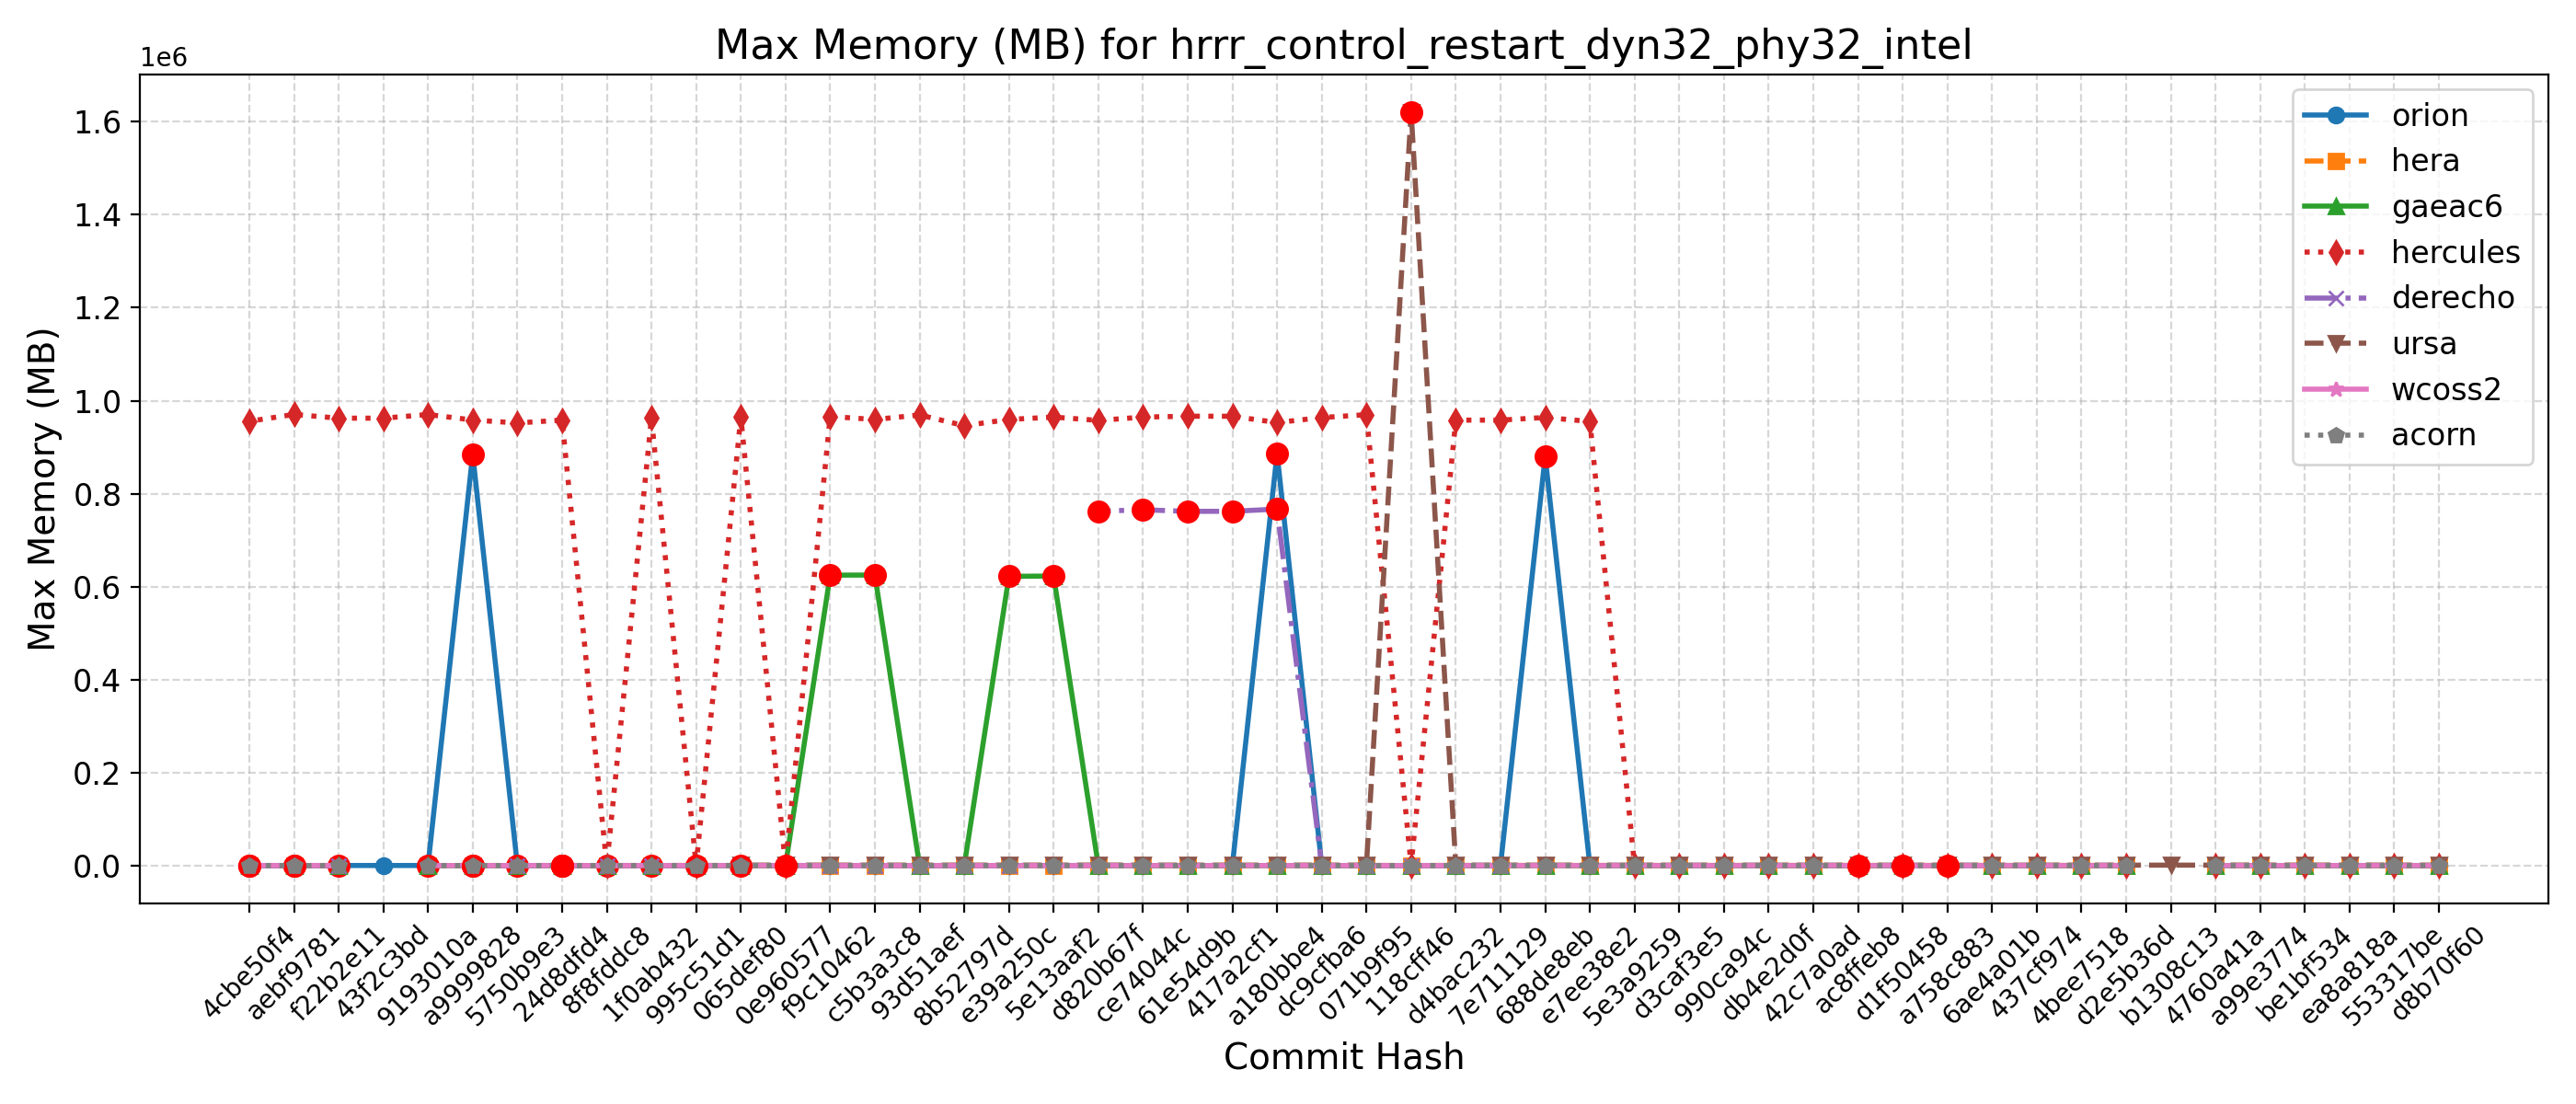 Max Memory (MB) for hrrr_control_restart_dyn32_phy32_intel
1e6
1.6
1.4
1.2
1.0
0.8
0.6
0.4
0.2
0.0
Max Memory (MB)
orion
hera
gaeac6
hercules
derecho
ursa
wcoss2
acorn
4cbe50f4
aebf9781
f22b2e11
43f2c3bd
9193010a
a9999828
5750b9e3
24d8dfd4
8f8fddc8
1f0ab432
995c51d1
065def80
0e960577
f9c10462
c5b3a3c8
93d51aef
8b52797d
e39a250c
5e13aaf2
d820b67f
ce74044c
61e54d9b
417a2cf1
a180bbe4
dc9cfba6
071b9f95
118cff46
d4bac232
7e711129
688de8eb
e7ee38e2
5e3a9259
d3caf3e5
990ca94c
db4e2d0f
42c7a0ad
ac8ffeb8
d1f50458
a758c883
6ae4a01b
437cf974
4bee7518
d2e5b36d
b1308c13
4760a41a
a99e3774
be1bf534
ea8a818a
553317be
d8b70f60
Commit Hash